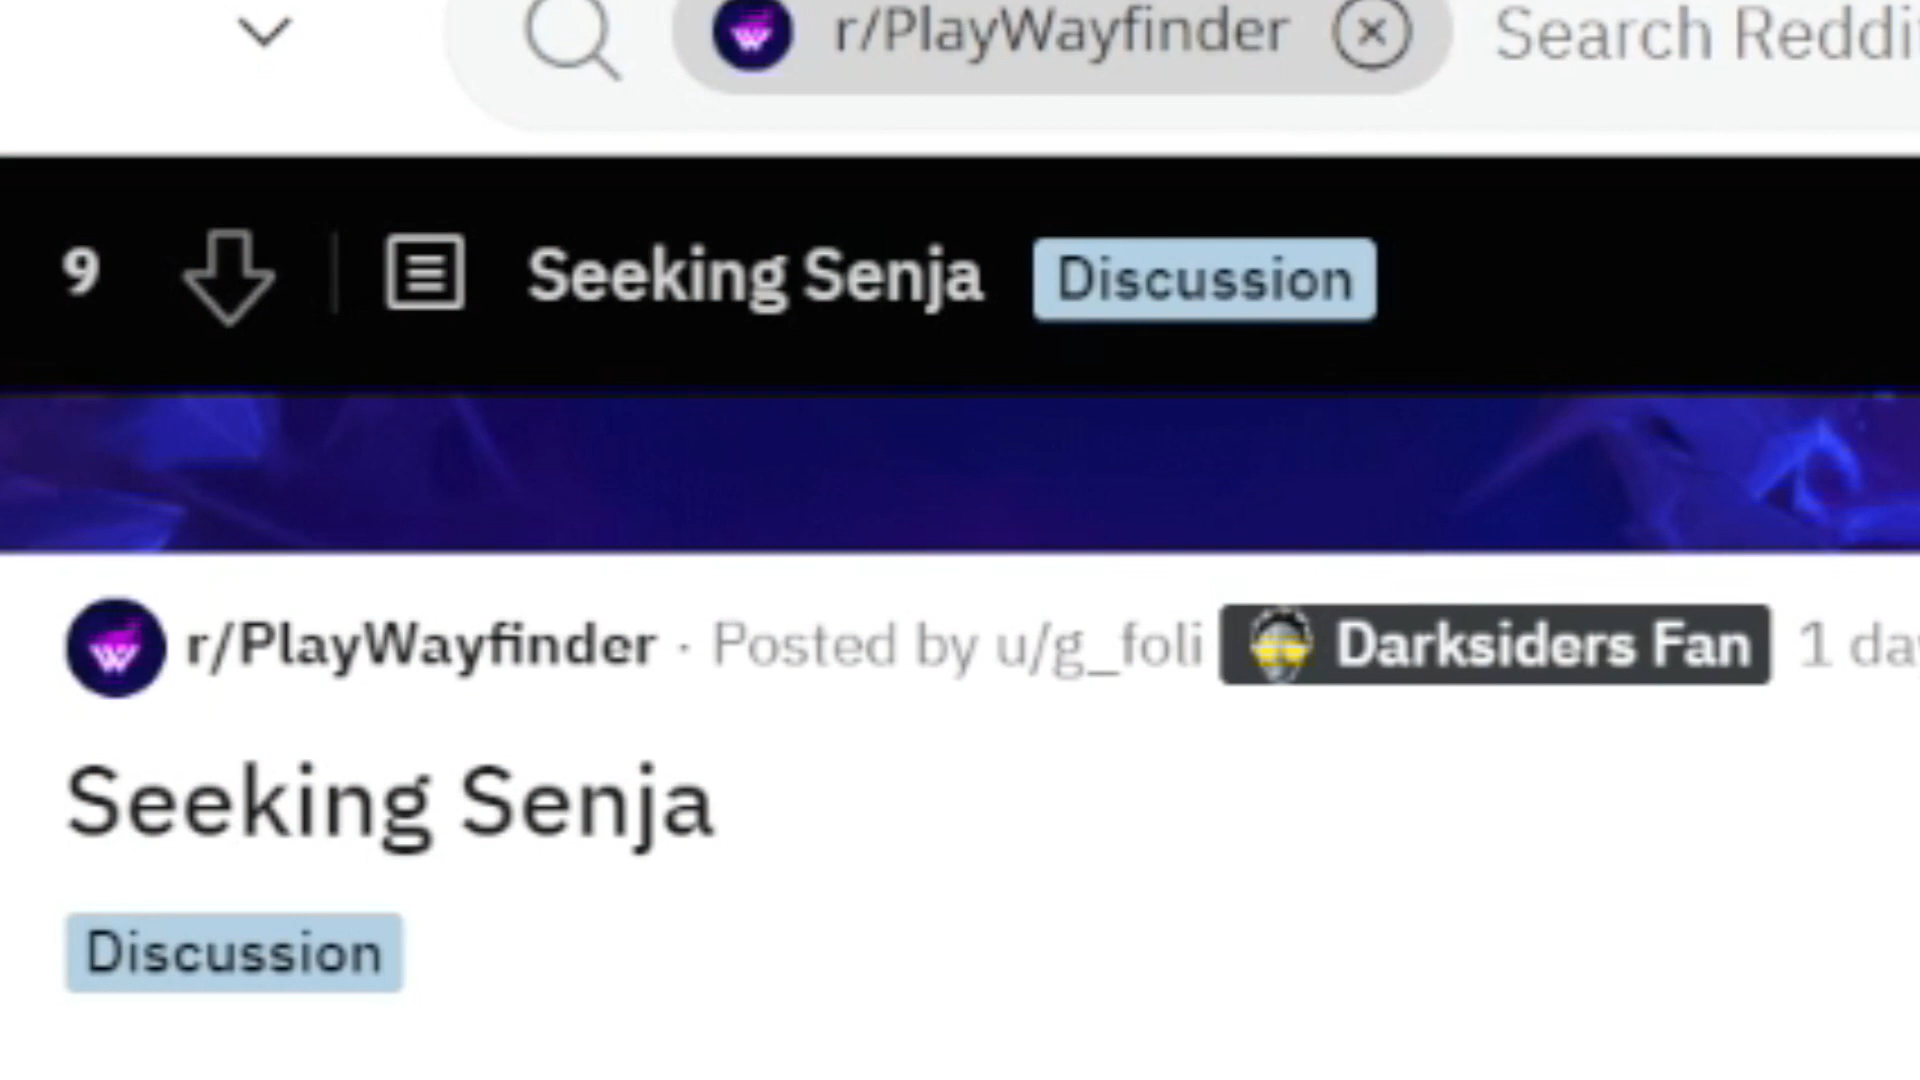 r/PlayWayfinder Search Reddi
9 Seeking Senja Discussion
r/PlayWayfinder · Posted by u/g_foli Darksiders Fan 1 da
Seeking Senja
Discussion